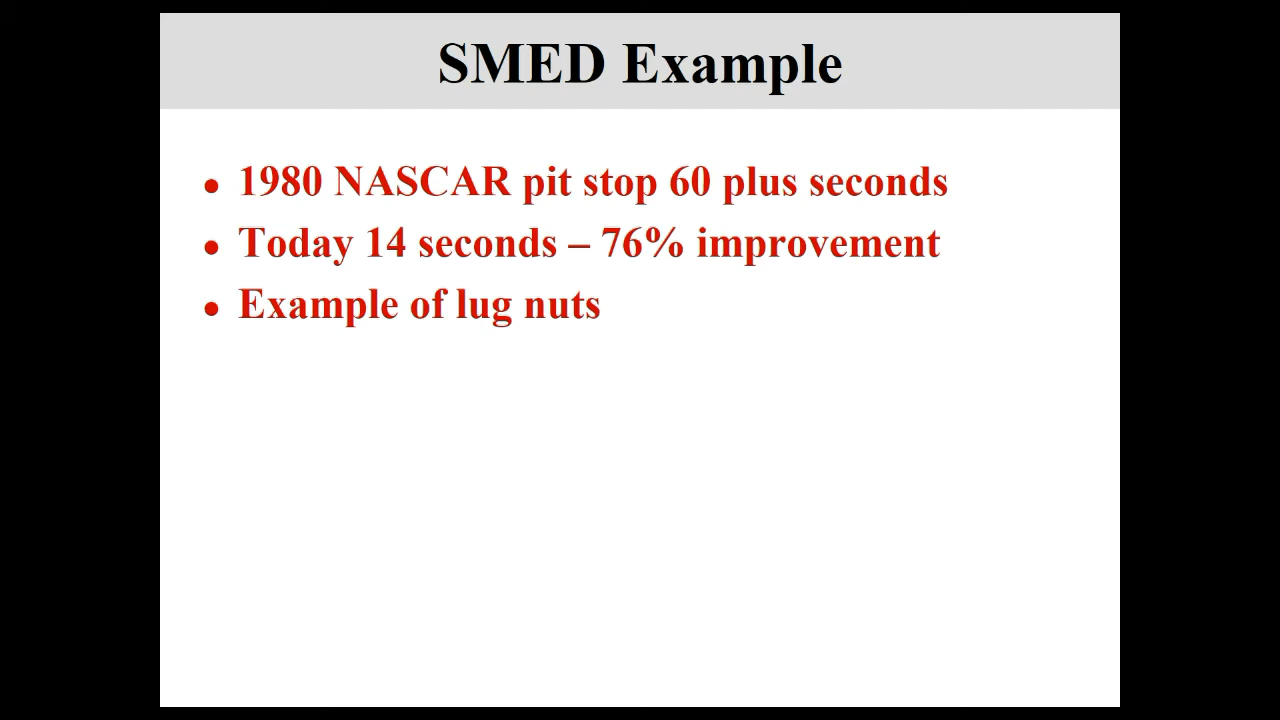 SMED Example
• 1980 NASCAR pit stop 60 plus seconds
• Today 14 seconds – 76% improvement
• Example of lug nuts